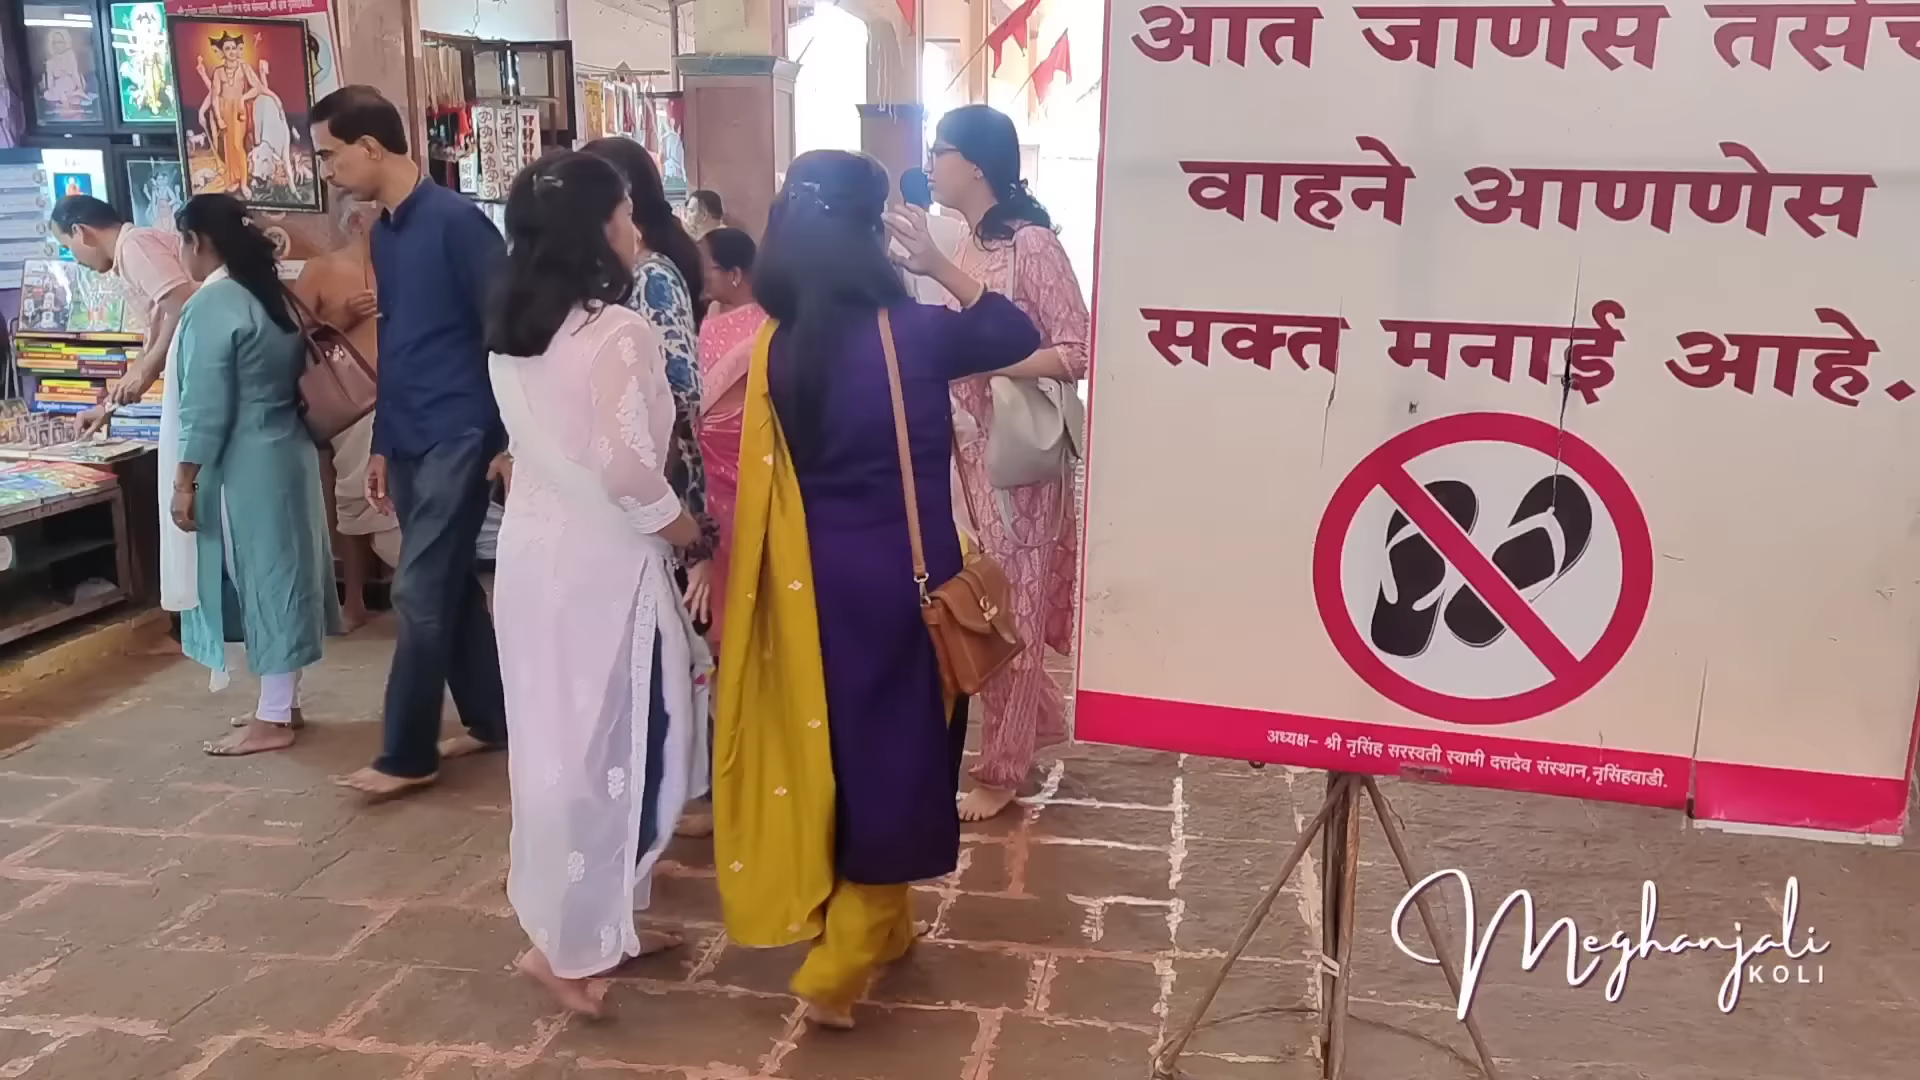 आत जाणेस तसेच
वाहने आणणेस
सक्त मनाई आहे.
अध्यक्ष- श्री नृसिंह सरस्वती स्वामी दत्तदेव संस्थान, नृसिंहवाडी.
Meghanjali
KOLI